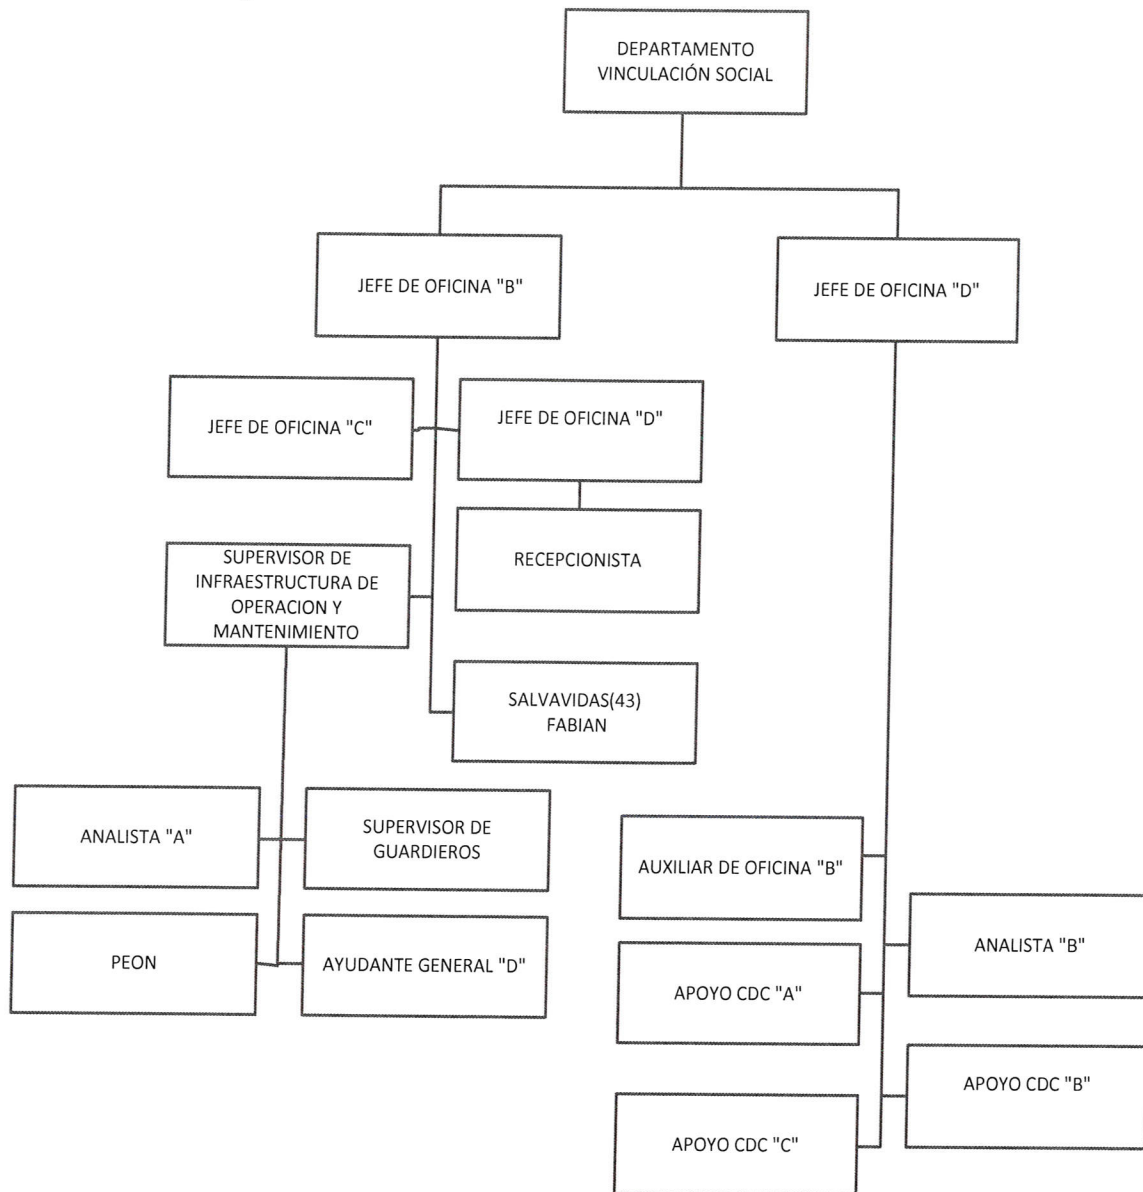 DEPARTAMENTO
VINCULACIÓN SOCIAL
JEFE DE OFICINA "B"
JEFE DE OFICINA "D"
JEFE DE OFICINA "C"
JEFE DE OFICINA "D"
SUPERVISOR DE
INFRAESTRUCTURA DE
OPERACION Y
MANTENIMIENTO
RECEPCIONISTA
SALVAVIDAS(43)
FABIAN
ANALISTA "A"
SUPERVISOR DE
GUARDIEROS
PEON
AYUDANTE GENERAL "D"
AUXILIAR DE OFICINA "B"
ANALISTA "B"
APOYO CDC "A"
APOYO CDC "B"
APOYO CDC "C"